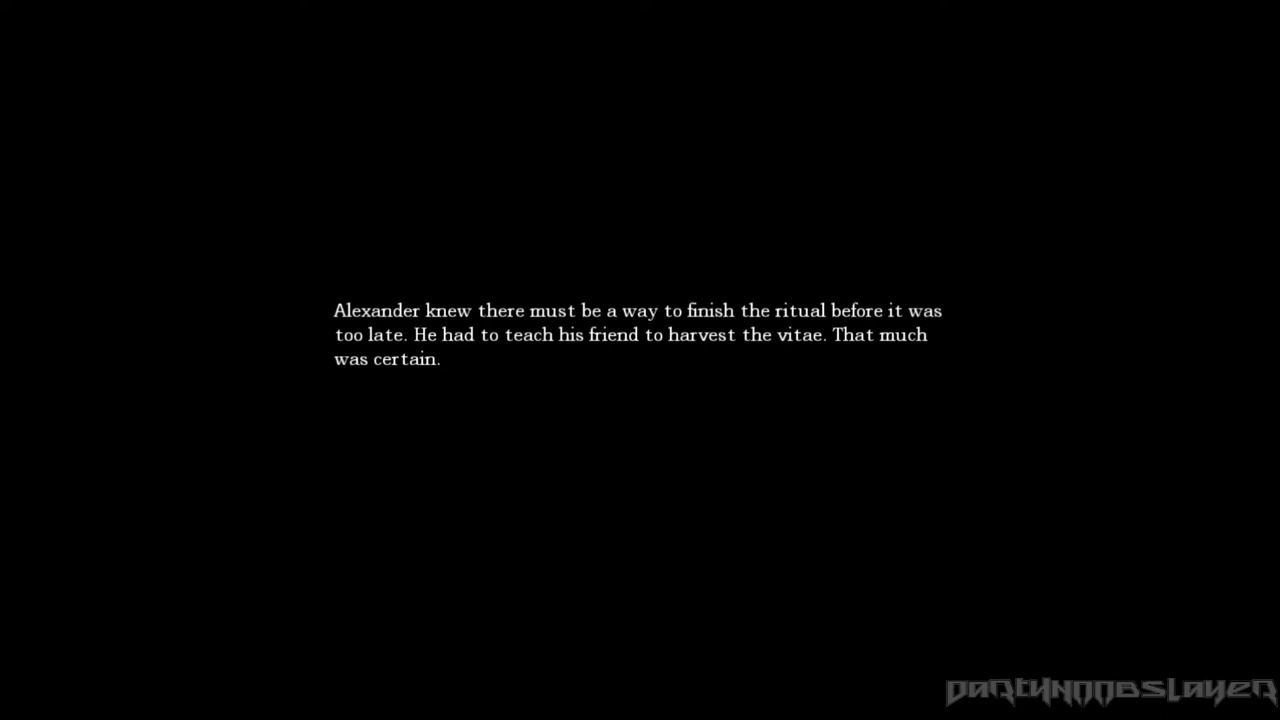 Alexander knew there must be a way to finish the ritual before it was
too late. He had to teach his friend to harvest the vitae. That much
was certain.
PARTYNOOBSLAYER